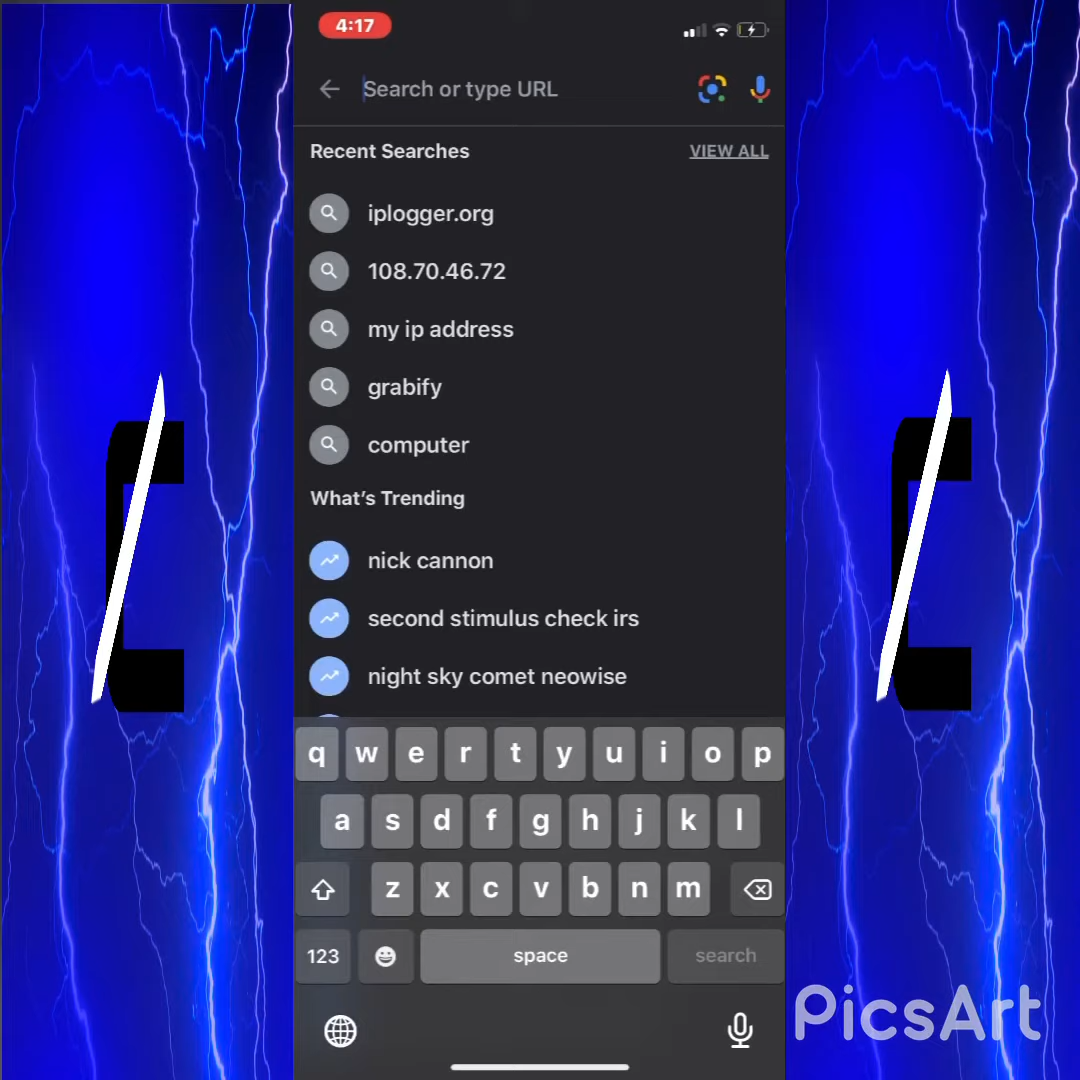 4:17
Search or type URL
Recent Searches
VIEW ALL
iplogger.org
108.70.46.72
my ip address
grabify
computer
What's Trending
nick cannon
second stimulus check irs
night sky comet neowise
q w e r t y u i o p
a s d f g h j k l
z x c v b n m
123
space
search
PicsArt